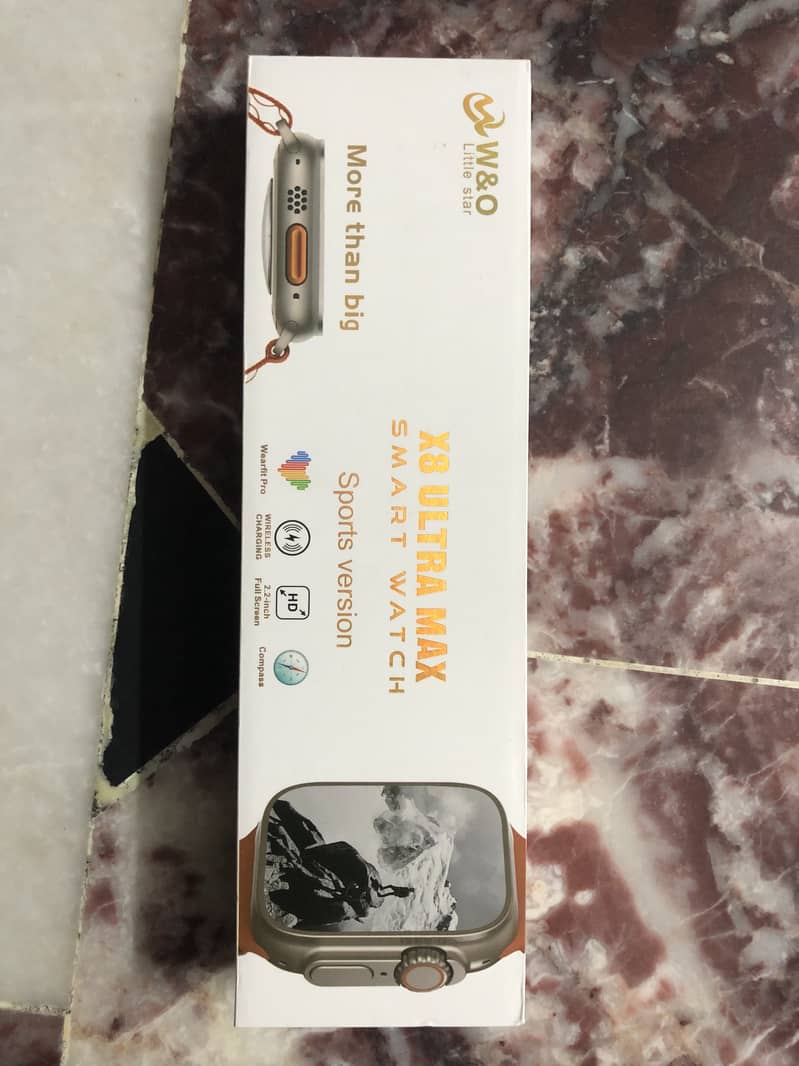 W&O
Little star
More than big
X8 ULTRA MAX
SMART WATCH
Sports version
Wearfit Pro
WIRELESS
CHARGING
HD
2.2-inch
Full Screen
Compass